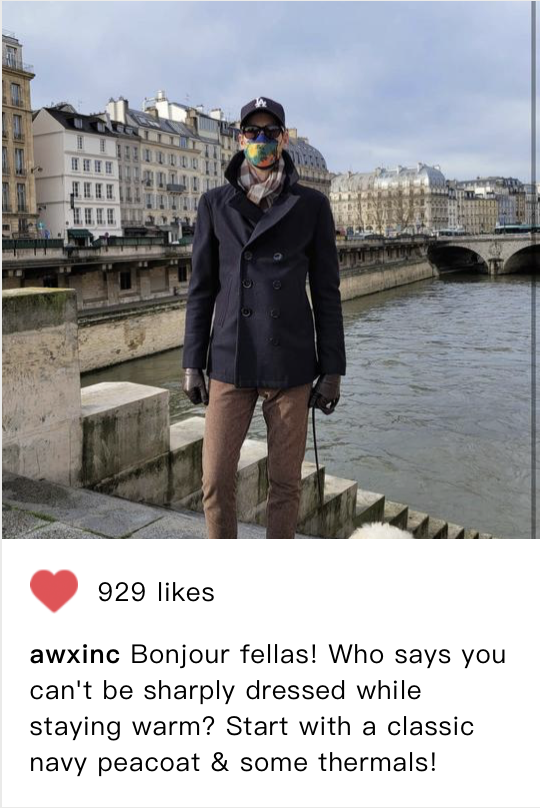 LA
929 likes
awxinc Bonjour fellas! Who says you
can't be sharply dressed while
staying warm? Start with a classic
navy peacoat & some thermals!